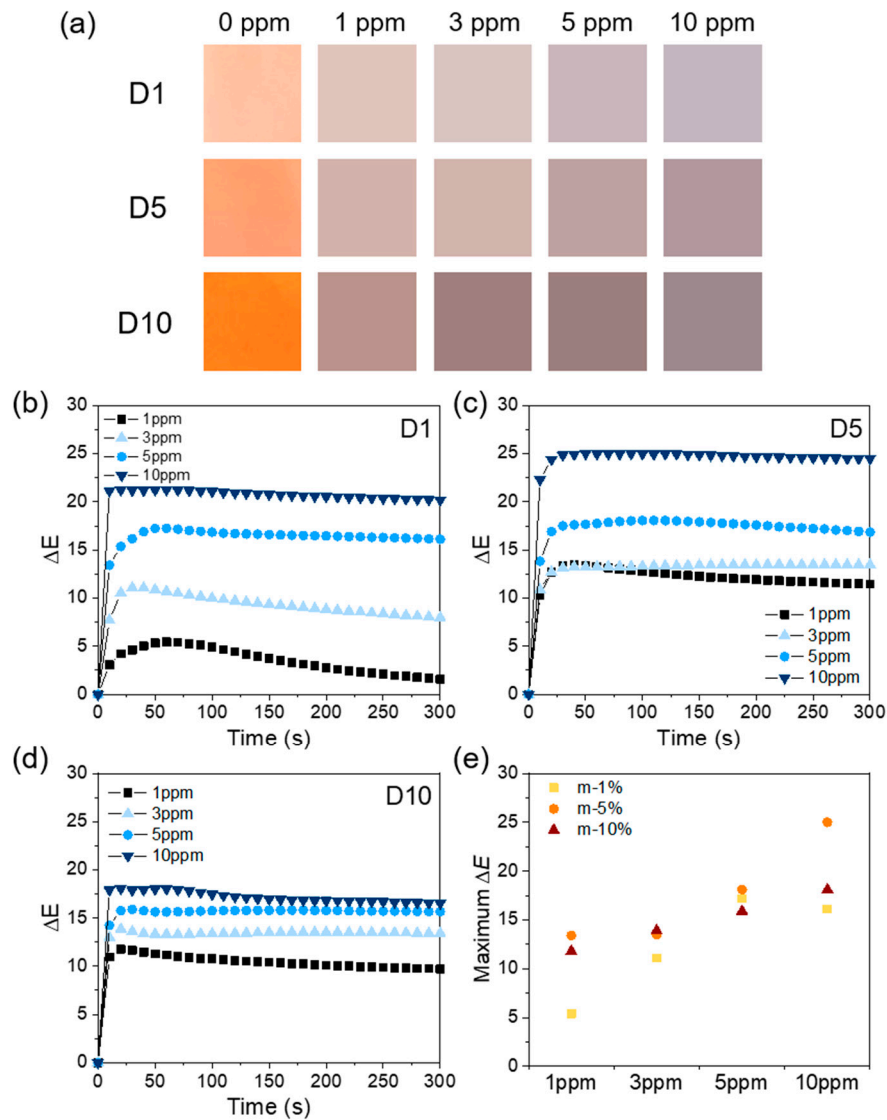 (a)
0 ppm 1 ppm 3 ppm 5 ppm 10 ppm
D1
D5
D10
(b)
30
25
20
15
10
5
0
ΔE
1ppm
3ppm
5ppm
10ppm
D1
0 50 100 150 200 250 300
Time (s)
(c)
30
25
20
15
10
5
0
ΔE
D5
1ppm
3ppm
5ppm
10ppm
0 50 100 150 200 250 300
Time (s)
(d)
30
25
20
15
10
5
0
ΔE
1ppm
3ppm
5ppm
10ppm
D10
0 50 100 150 200 250 300
Time (s)
(e)
30
25
20
15
10
5
0
Maximum ΔE
m-1%
m-5%
m-10%
1ppm 3ppm 5ppm 10ppm